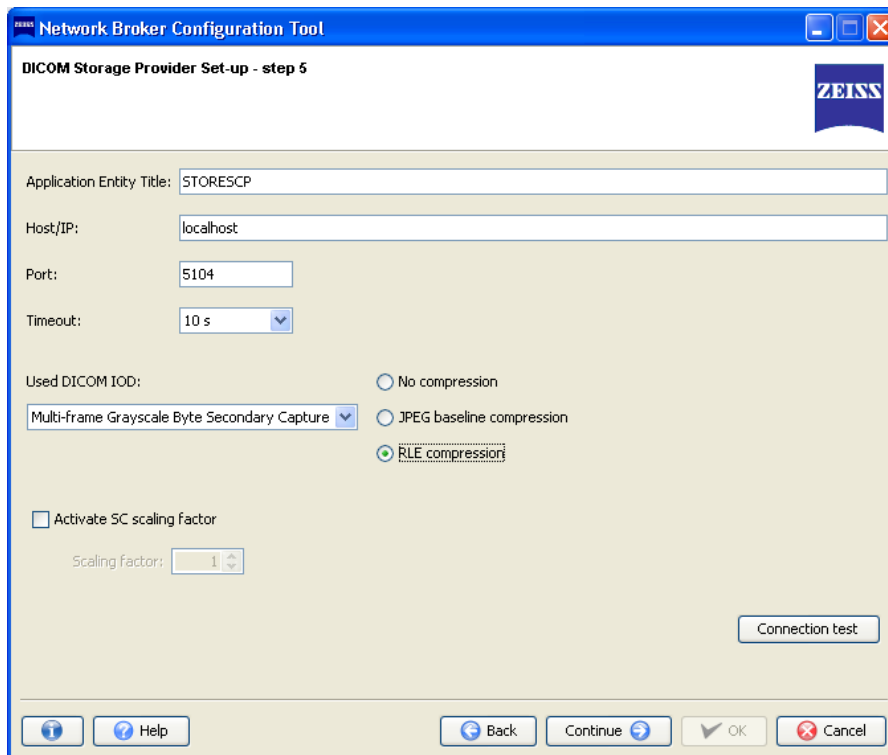 ZEISS Network Broker Configuration Tool
DICOM Storage Provider Set-up - step 5
ZEISS
Application Entity Title: STORESCP
Host/IP: localhost
Port: 5104
Timeout: 10 s
Used DICOM IOD:
No compression
Multi-frame Grayscale Byte Secondary Capture
JPEG baseline compression
RLE compression
Activate SC scaling factor
Scaling factor: 1
Connection test
Help Back Continue OK Cancel